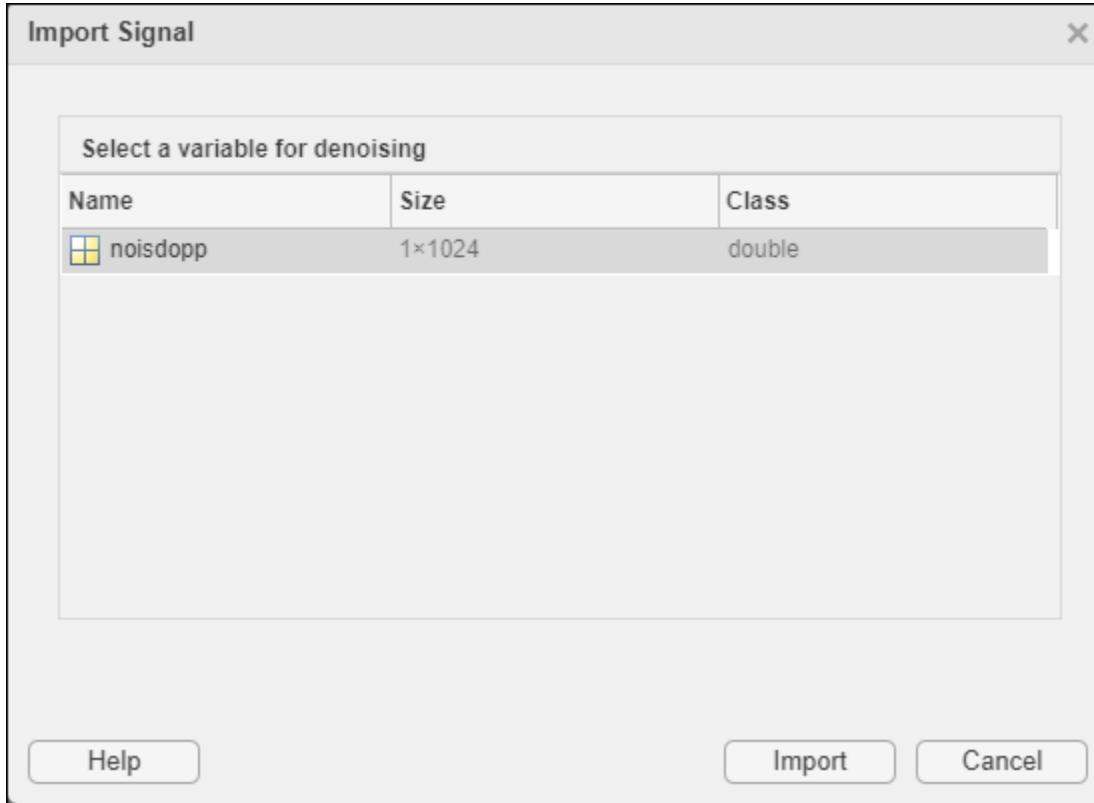 Import Signal
Select a variable for denoising
Name Size Class
noisdopp 1×1024 double
Help Import Cancel